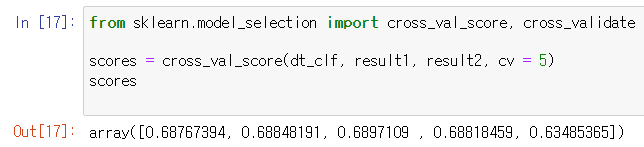 In [17]: from sklearn.model_selection import cross_val_score, cross_validate
scores = cross_val_score(dt_clf, result1, result2, cv = 5)
scores
Out[17]: array([0.68767394, 0.68848191, 0.6897109 , 0.68818459, 0.63485365])